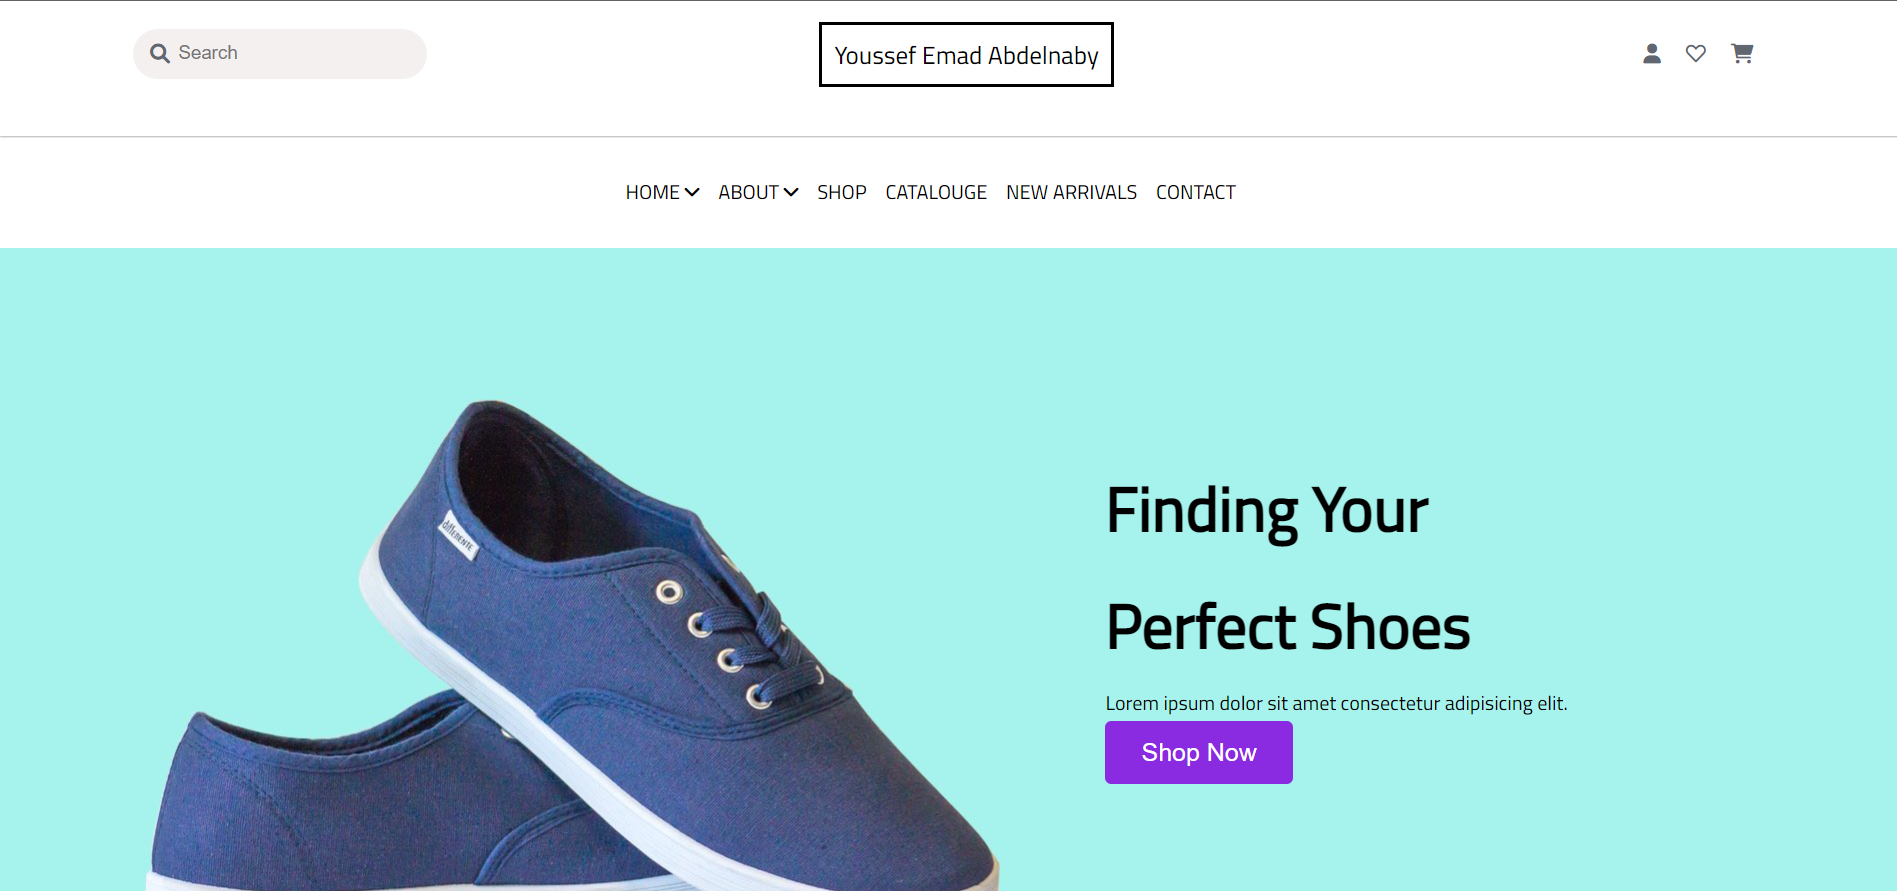 Search
Youssef Emad Abdelnaby
HOME ABOUT SHOP CATALOUGE NEW ARRIVALS CONTACT
Finding Your
Perfect Shoes
Lorem ipsum dolor sit amet consectetur adipisicing elit.
Shop Now
diffeRENTE